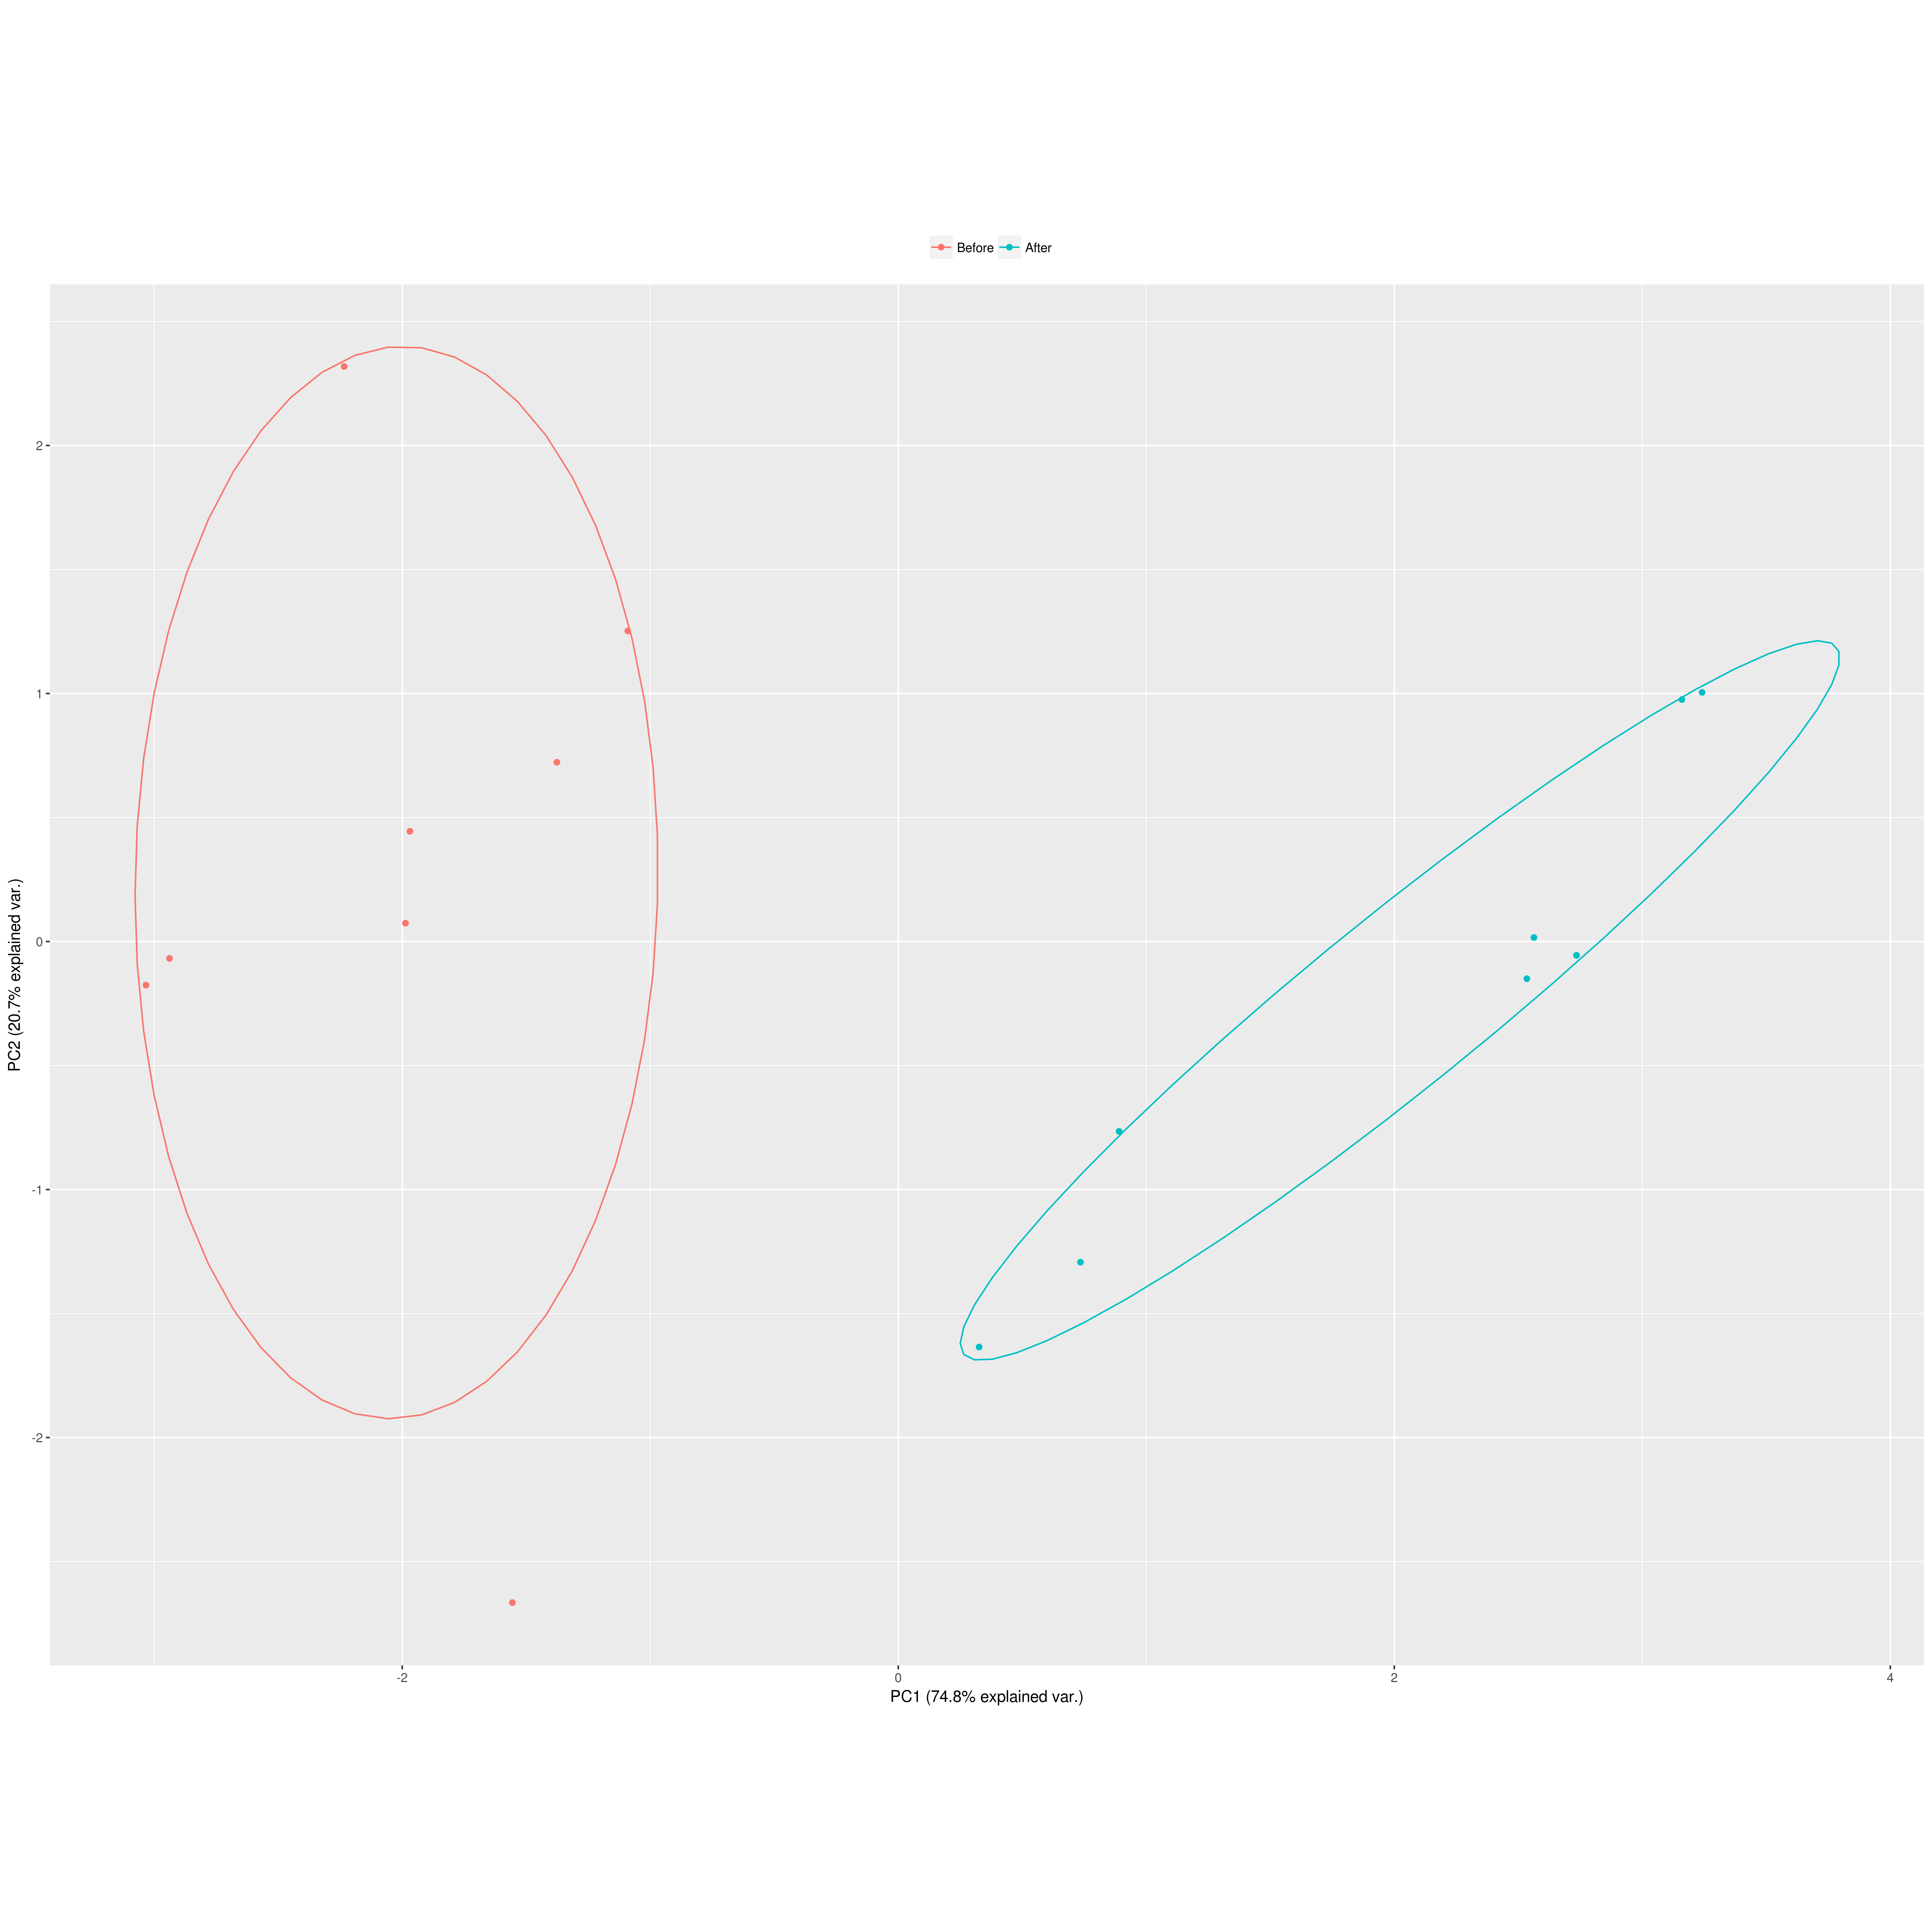 Before After
2
1
0
-1
-2
PC2 (20.7% explained var.)
-2 0 2 4
PC1 (74.8% explained var.)